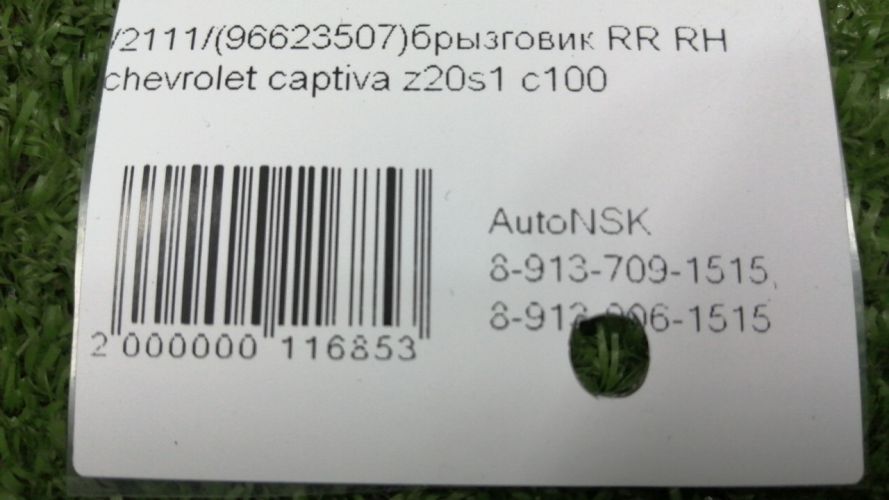 /2111/(96623507)брызговик RR RH
chevrolet captiva z20s1 c100
AutoNSK
8-913-709-1515,
2 000000 116853